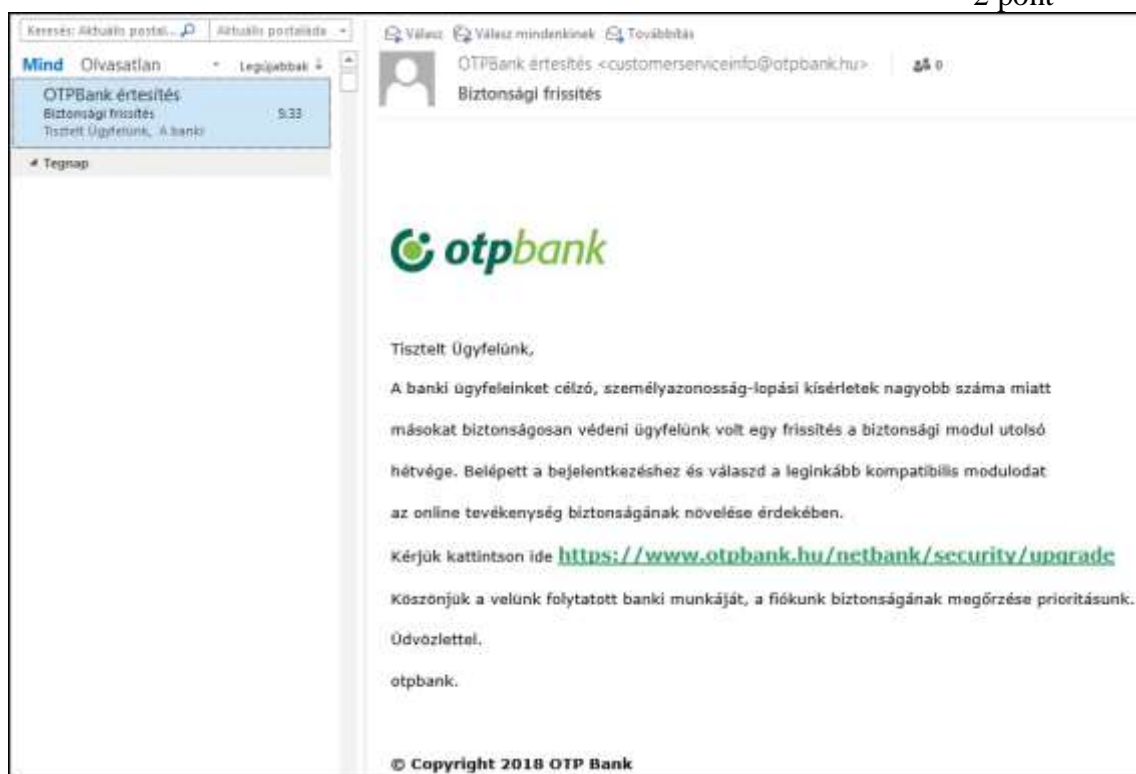 2 pont
Keresés: Aktuális postal... Aktuális postaláda
Válasz Válasz mindenkinek Továbbítás
Mind Olvasatlan Legújabbak
OTPBank értesítés <customerserviceinfo@otpbank.hu> 0
Biztonsági frissítés
OTPBank értesítés
Biztonsági frissítés 9:33
Tisztelt Ügyfelünk, A banki
Tegnap
otpbank
Tisztelt Ügyfelünk,
A banki ügyfeleinket célzó, személyazonosság-lopási kísérletek nagyobb száma miatt
másokat biztonságosan védeni ügyfelünk volt egy frissítés a biztonsági modul utolsó
hétvége. Belépett a bejelentkezéshez és válaszd a leginkább kompatibilis modulodat
az online tevékenység biztonságának növelése érdekében.
Kérjük kattintson ide https://www.otpbank.hu/netbank/security/upgrade
Köszönjük a velünk folytatott banki munkáját, a fiókunk biztonságának megőrzése prioritásunk.
Üdvözlettel.
otpbank.
© Copyright 2018 OTP Bank